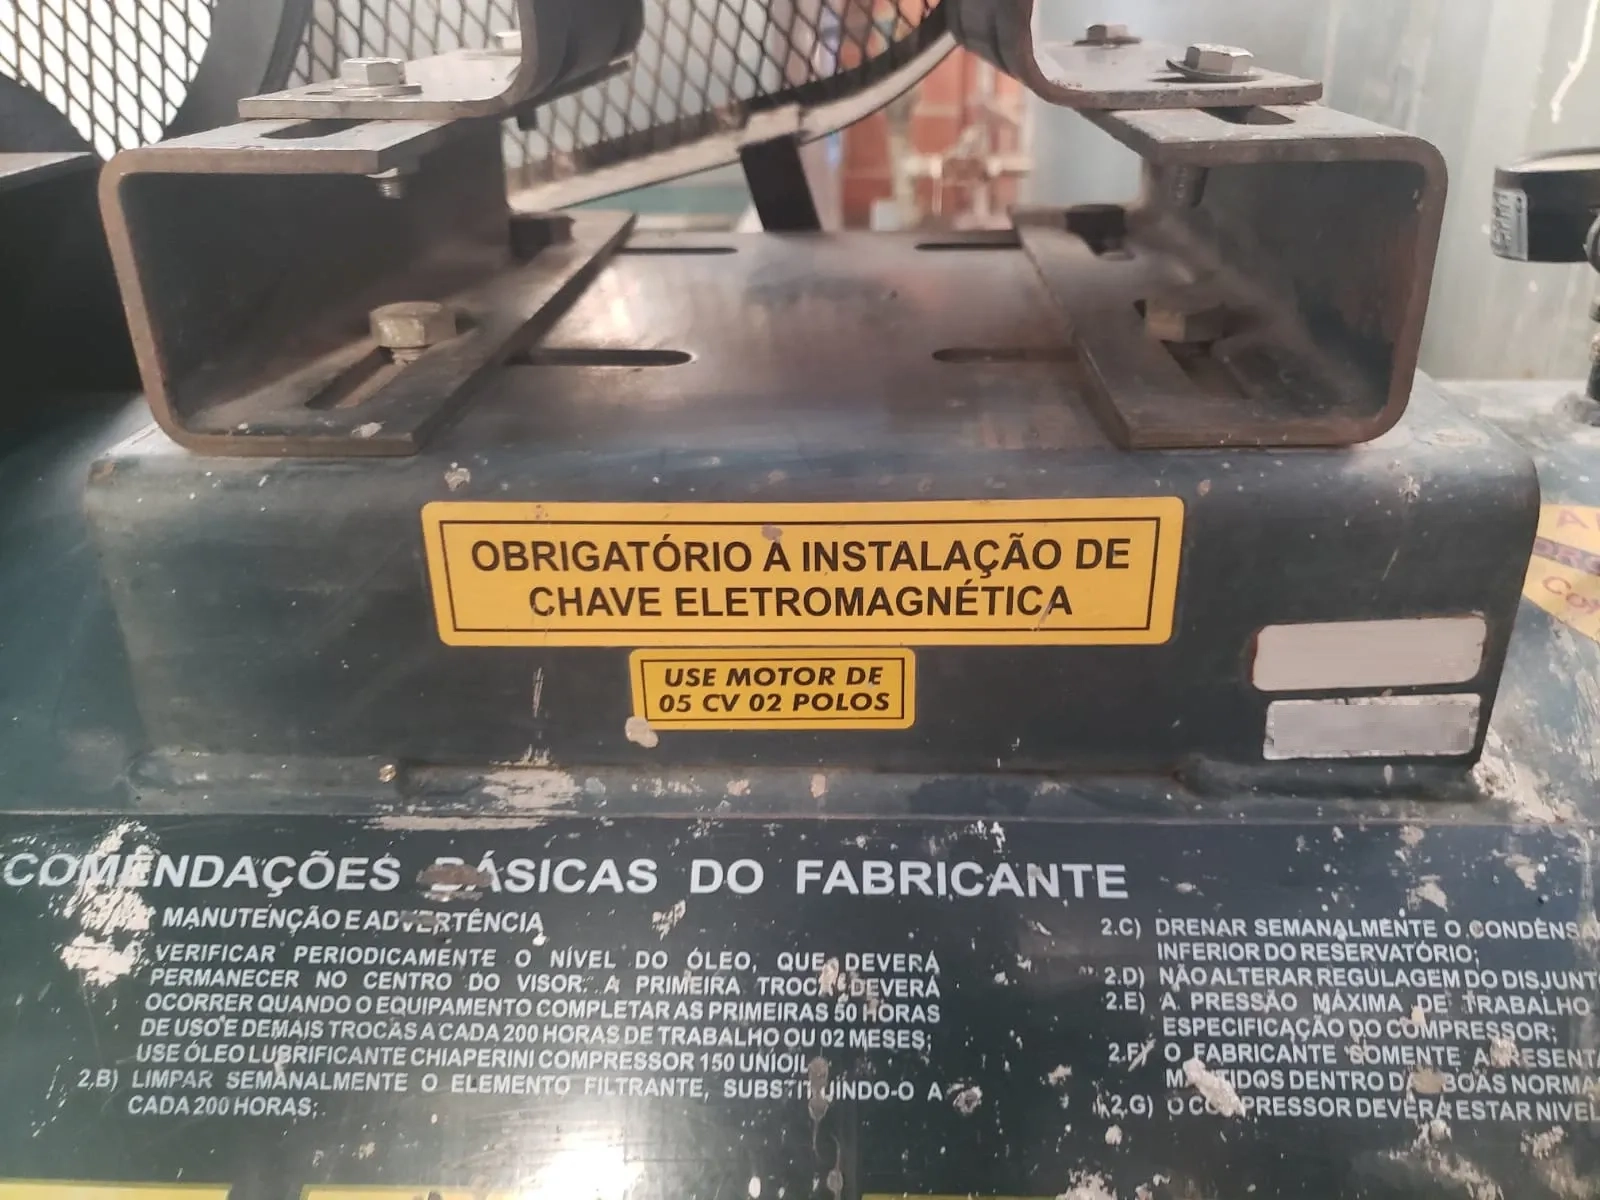 OBRIGATÓRIO A INSTALAÇÃO DE
CHAVE ELETROMAGNÉTICA
USE MOTOR DE
05 CV 02 POLOS
COMENDAÇÕES BÁSICAS DO FABRICANTE
MANUTENÇÃO E ADVERTÊNCIA
VERIFICAR PERIODICAMENTE O NÍVEL DO ÓLEO, QUE DEVERÁ
PERMANECER NO CENTRO DO VISOR. A PRIMEIRA TROCA DEVERÁ
OCORRER QUANDO O EQUIPAMENTO COMPLETAR AS PRIMEIRAS 50 HORAS
DE USO E DEMAIS TROCAS A CADA 200 HORAS DE TRABALHO OU 02 MESES;
USE ÓLEO LUBRIFICANTE CHIAPERINI COMPRESSOR 150 UNIOIL
2.B) LIMPAR SEMANALMENTE O ELEMENTO FILTRANTE, SUBSTITUINDO-O A
CADA 200 HORAS;
2.C) DRENAR SEMANALMENTE O CONDENSA
INFERIOR DO RESERVATÓRIO;
2.D) NÃO ALTERAR REGULAGEM DO DISJUNT
2.E) A PRESSÃO MÁXIMA DE TRABALHO
ESPECIFICAÇÃO DO COMPRESSOR;
2.F) O FABRICANTE SOMENTE APRESENTA
MANTIDOS DENTRO DAS BOAS NORMA
2.G) O COMPRESSOR DEVERÁ ESTAR NIVEL